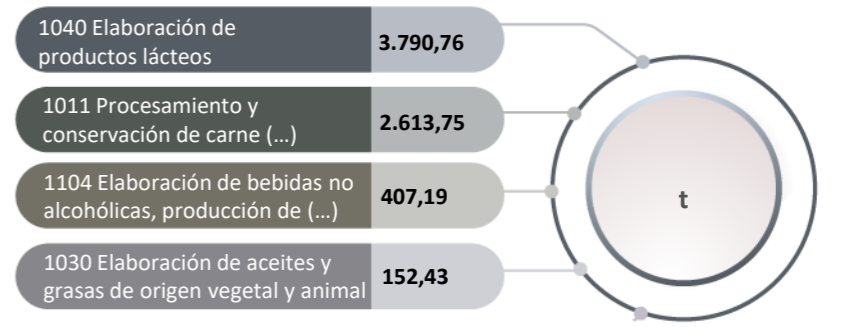 1040 Elaboración de
productos lácteos
3.790,76
1011 Procesamiento y
conservación de carne (...)
2.613,75
1104 Elaboración de bebidas no
alcohólicas, producción de (...)
407,19
1030 Elaboración de aceites y
grasas de origen vegetal y animal
152,43
t